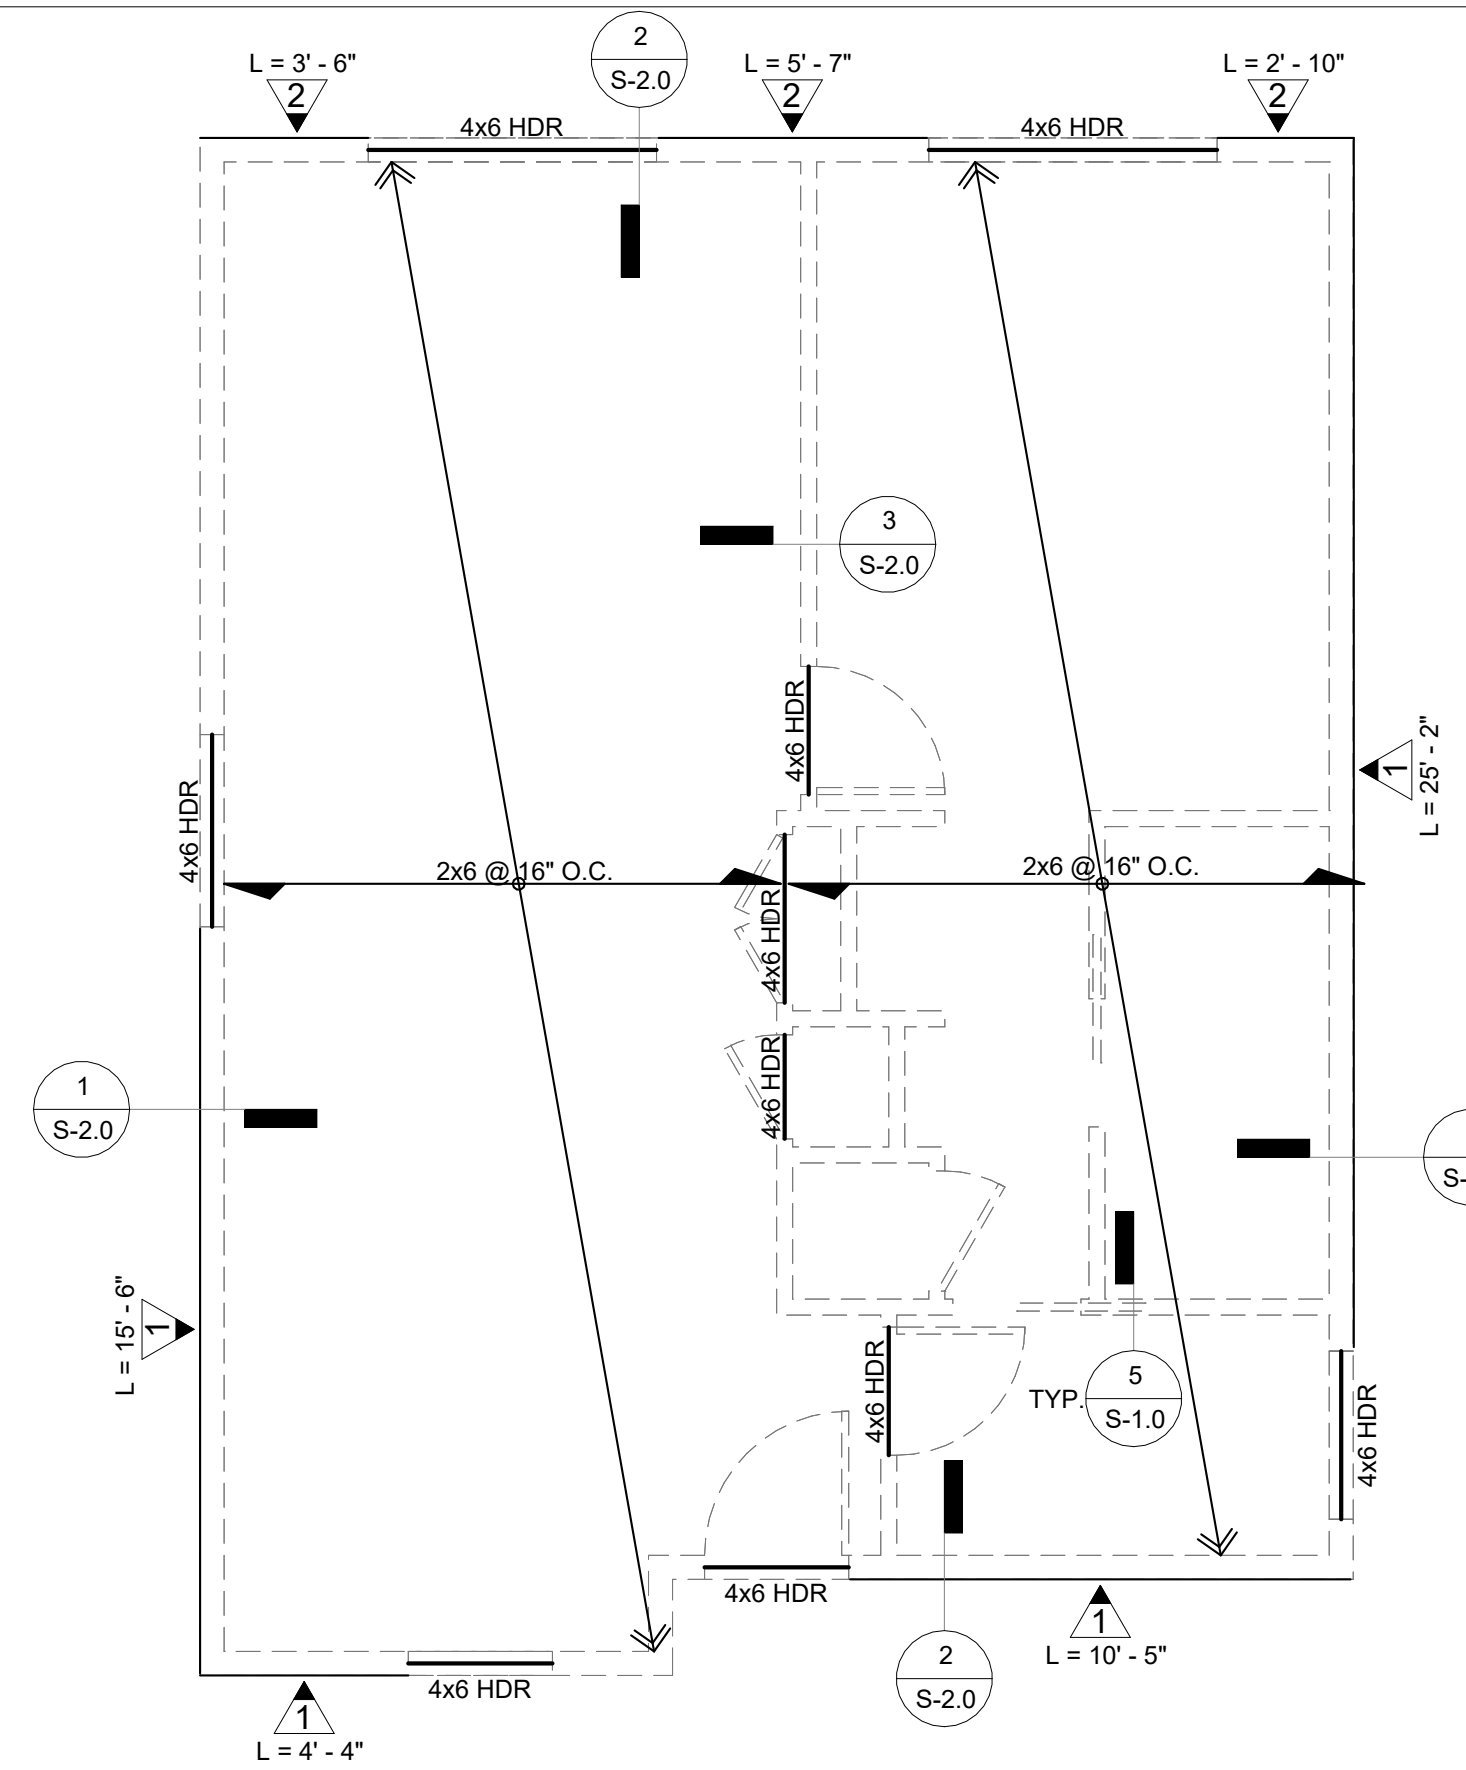 2
S-2.0
L = 3' - 6"
2
L = 5' - 7"
2
L = 2' - 10"
2
4x6 HDR
4x6 HDR
3
S-2.0
4x6 HDR
4x6 HDR
L = 25' - 2"
1
2x6 @ 16" O.C.
2x6 @ 16" O.C.
4x6 HDR
4x6 HDR
1
S-2.0
S-
L = 15' - 6"
1
4x6 HDR
TYP.
5
S-1.0
4x6 HDR
4x6 HDR
1
L = 10' - 5"
2
S-2.0
4x6 HDR
1
L = 4' - 4"